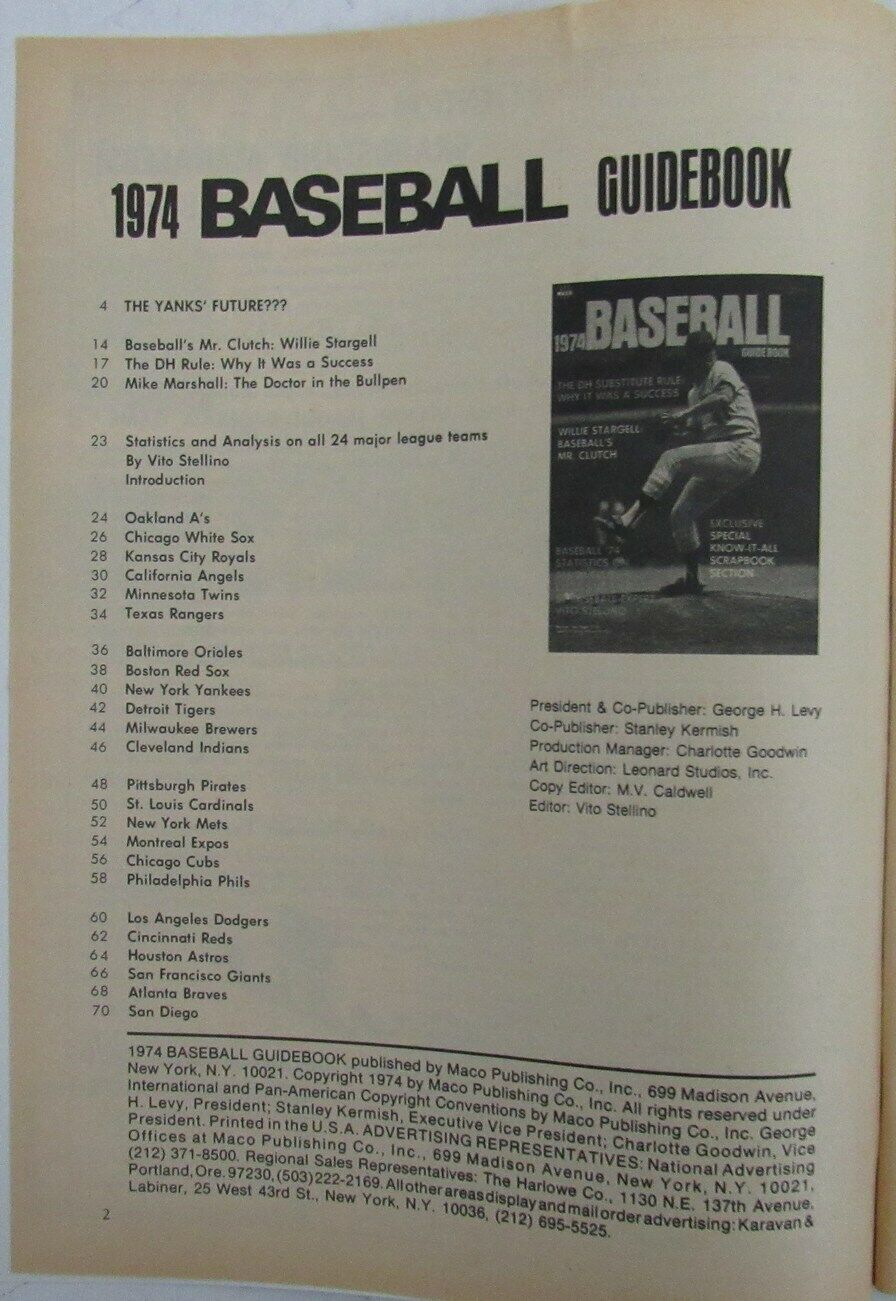 1974 BASEBALL GUIDEBOOK
4 THE YANKS' FUTURE???
14 Baseball's Mr. Clutch: Willie Stargell
17 The DH Rule: Why It Was a Success
20 Mike Marshall: The Doctor in the Bullpen
23 Statistics and Analysis on all 24 major league teams
By Vito Stellino
Introduction
24 Oakland A's
26 Chicago White Sox
28 Kansas City Royals
30 California Angels
32 Minnesota Twins
34 Texas Rangers
36 Baltimore Orioles
38 Boston Red Sox
40 New York Yankees
42 Detroit Tigers
44 Milwaukee Brewers
46 Cleveland Indians
48 Pittsburgh Pirates
50 St. Louis Cardinals
52 New York Mets
54 Montreal Expos
56 Chicago Cubs
58 Philadelphia Phils
60 Los Angeles Dodgers
62 Cincinnati Reds
64 Houston Astros
66 San Francisco Giants
68 Atlanta Braves
70 San Diego
MACO
1974 BASEBALL
GUIDEBOOK
THE DH SUBSTITUTE RULE:
WHY IT WAS A SUCCESS
WILLIE STARGELL:
BASEBALL'S
MR. CLUTCH
EXCLUSIVE
SPECIAL
KNOW-IT-ALL
SCRAPBOOK
SECTION
BASEBALL '74
STATISTICS
VITO STELLINO
President & Co-Publisher: George H. Levy
Co-Publisher: Stanley Kermish
Production Manager: Charlotte Goodwin
Art Direction: Leonard Studios, Inc.
Copy Editor: M.V. Caldwell
Editor: Vito Stellino
1974 BASEBALL GUIDEBOOK published by Maco Publishing Co., Inc., 699 Madison Avenue,
New York, N.Y. 10021. Copyright 1974 by Maco Publishing Co., Inc. All rights reserved under
International and Pan-American Copyright Conventions by Maco Publishing Co., Inc. George
H. Levy, President; Stanley Kermish, Executive Vice President; Charlotte Goodwin, Vice
President. Printed in the U.S.A. ADVERTISING REPRESENTATIVES: National Advertising
Offices at Maco Publishing Co., Inc., 699 Madison Avenue, New York, N.Y. 10021,
(212) 371-8500. Regional Sales Representatives: The Harlowe Co., 1130 N.E. 137th Avenue,
Portland, Ore. 97230, (503) 222-2169. All other areas display and mail order advertising: Karavan &
Labiner, 25 West 43rd St., New York, N.Y. 10036, (212) 695-5525.
2